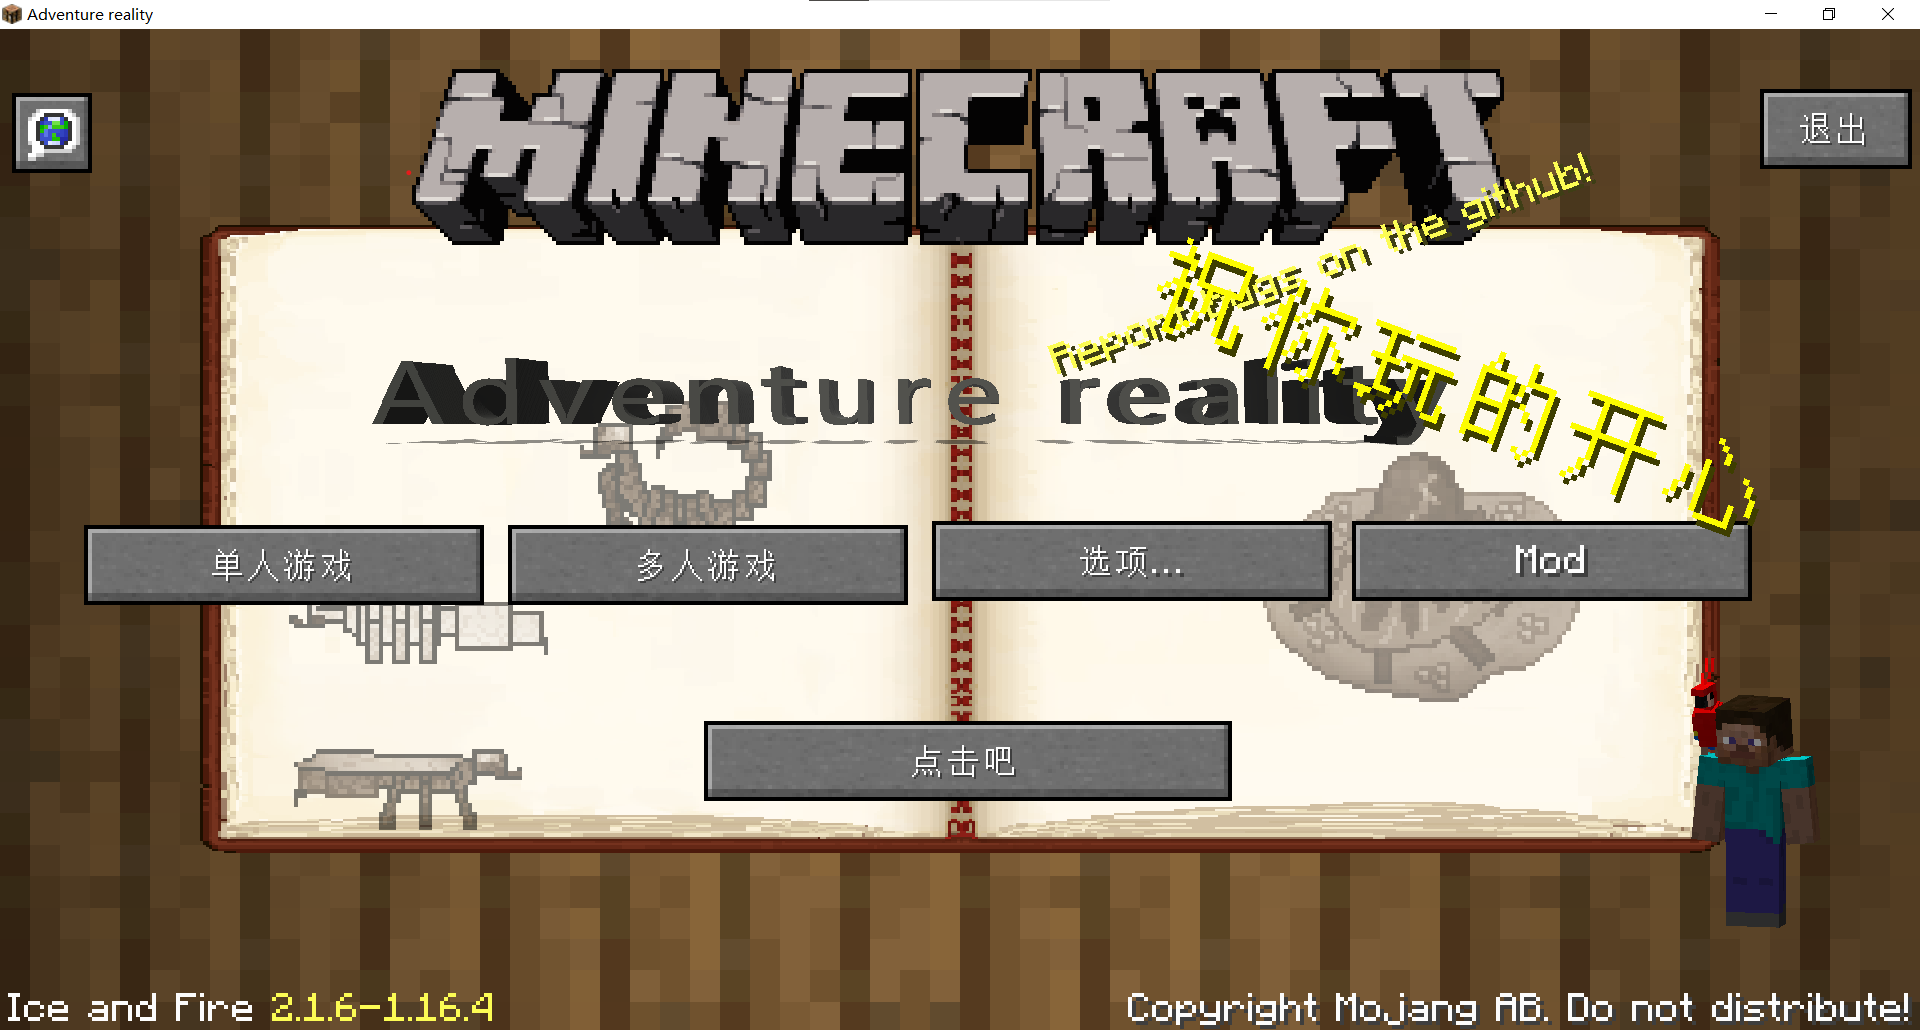 Adventure reality
MINECRAFT
退出
Report bugs on the github!
祝你玩的开心
Adventure reality
单人游戏
多人游戏
选项...
Mod
点击吧
Ice and Fire 2.1.6-1.16.4
Copyright Mojang AB. Do not distribute!